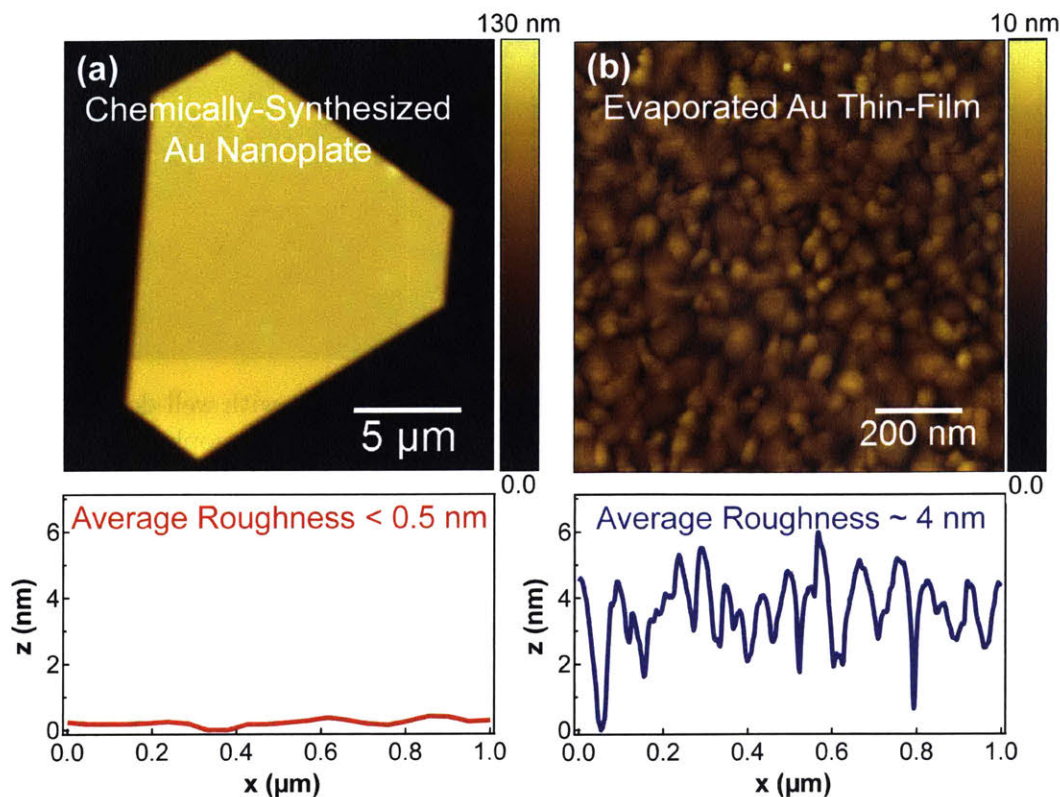 130 nm
10 nm
(a)
Chemically-Synthesized
Au Nanoplate
5 µm
0.0
(b)
Evaporated Au Thin-Film
200 nm
0.0
Average Roughness < 0.5 nm
z (nm)
6
4
2
0
0.0 0.2 0.4 0.6 0.8 1.0
x (µm)
Average Roughness ~ 4 nm
z (nm)
6
4
2
0
0.0 0.2 0.4 0.6 0.8 1.0
x (µm)